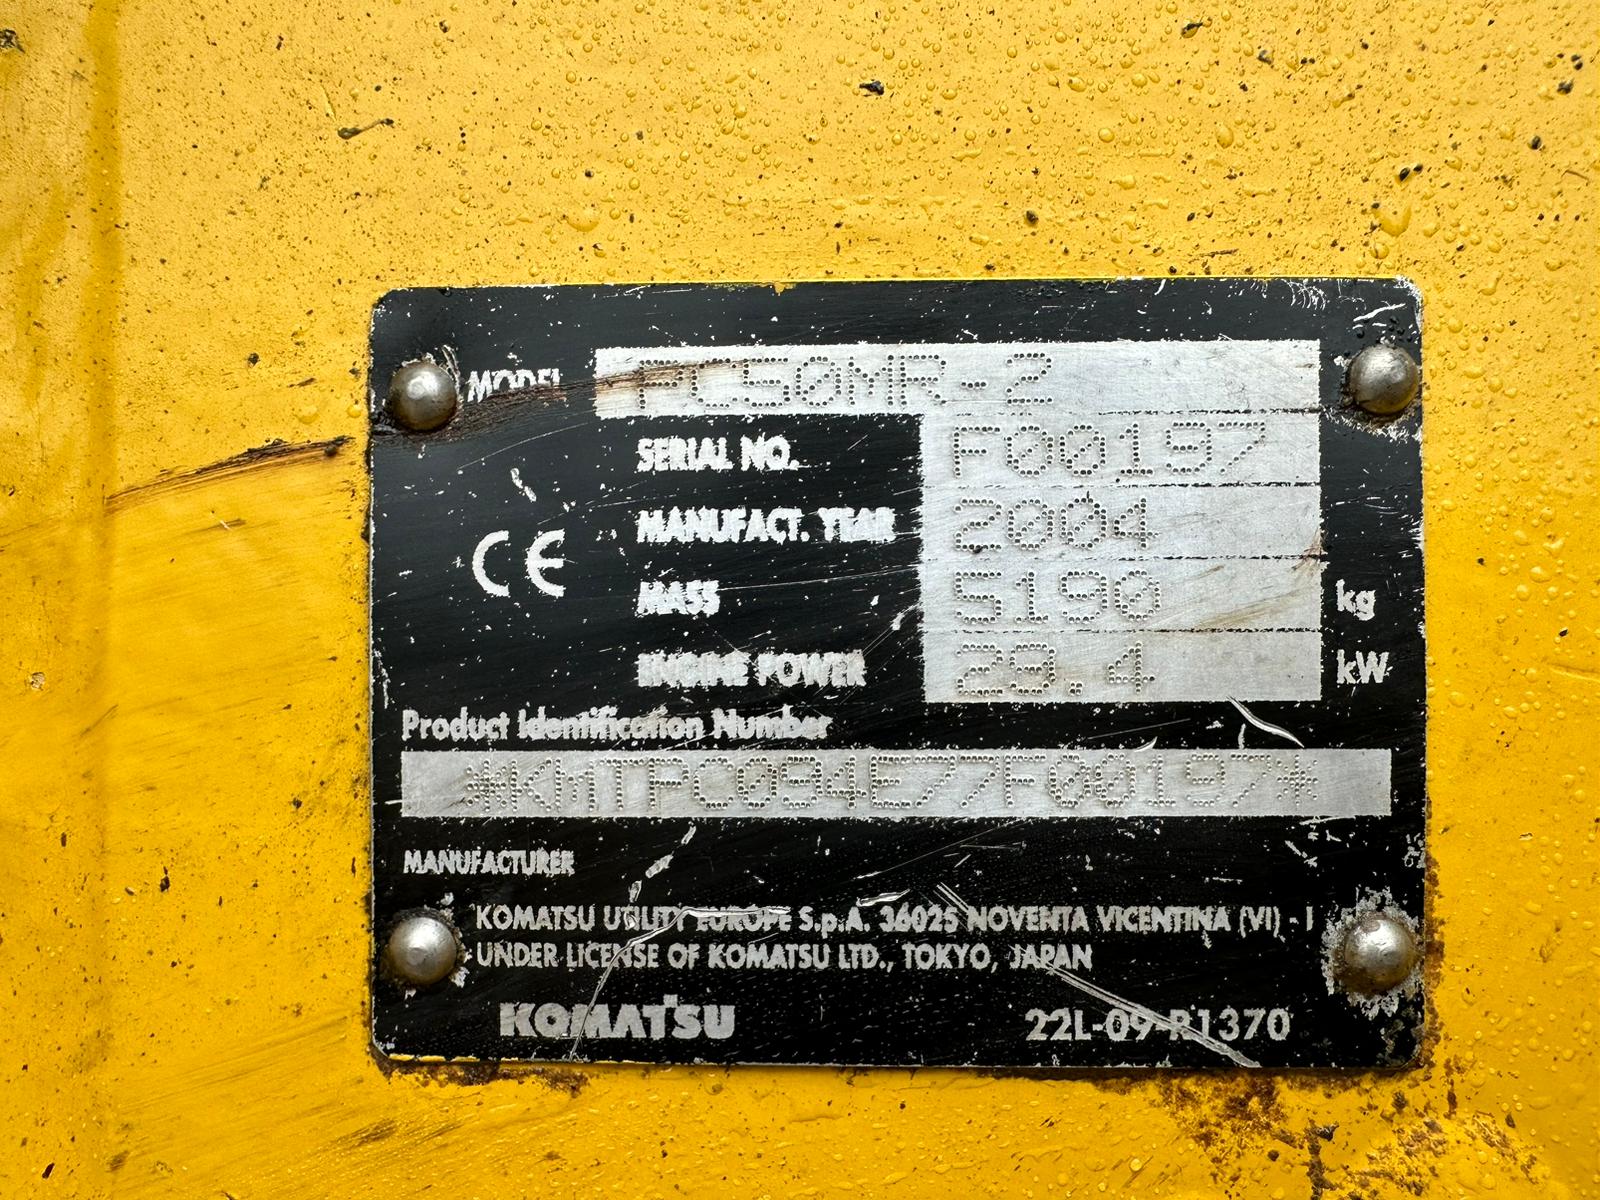 MODEL PC50MR-2
SERIAL NO. F00197
MANUFACT. YEAR 2004
CE
MASS 5190 kg
ENGINE POWER 29.4 kW
Product Identification Number
*KMTPC094E77F00197*
MANUFACTURER
KOMATSU UTILITY EUROPE S.p.A. 36025 NOVENTA VICENTINA (VI) - I
UNDER LICENSE OF KOMATSU LTD., TOKYO, JAPAN
KOMATSU 22L-09-R1370